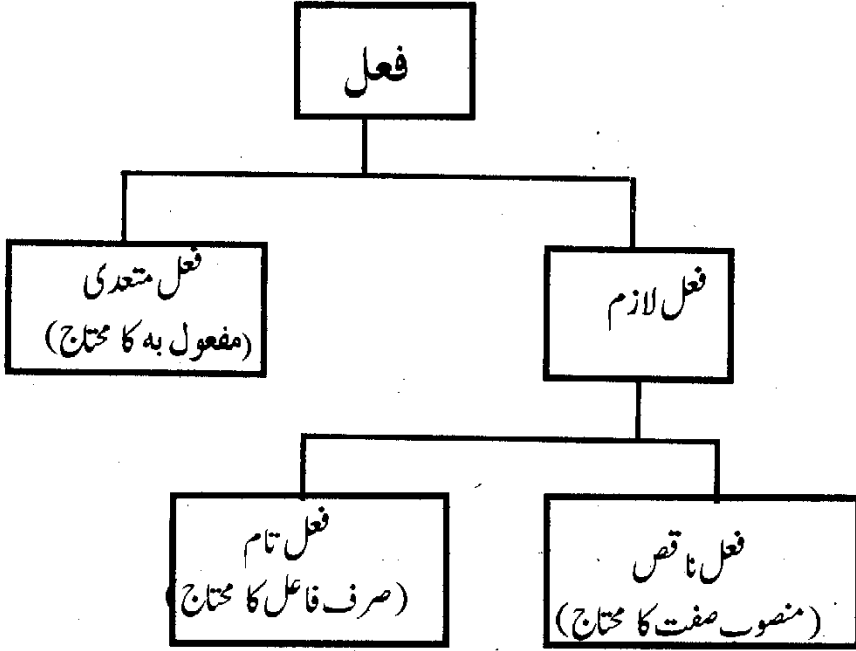 فعل
فعل لازم
فعل متعدی
(مفعول بہ کا محتاج)
فعل ناقص
(منصوب صفت کا محتاج)
فعل تام
(صرف فاعل کا محتاج)